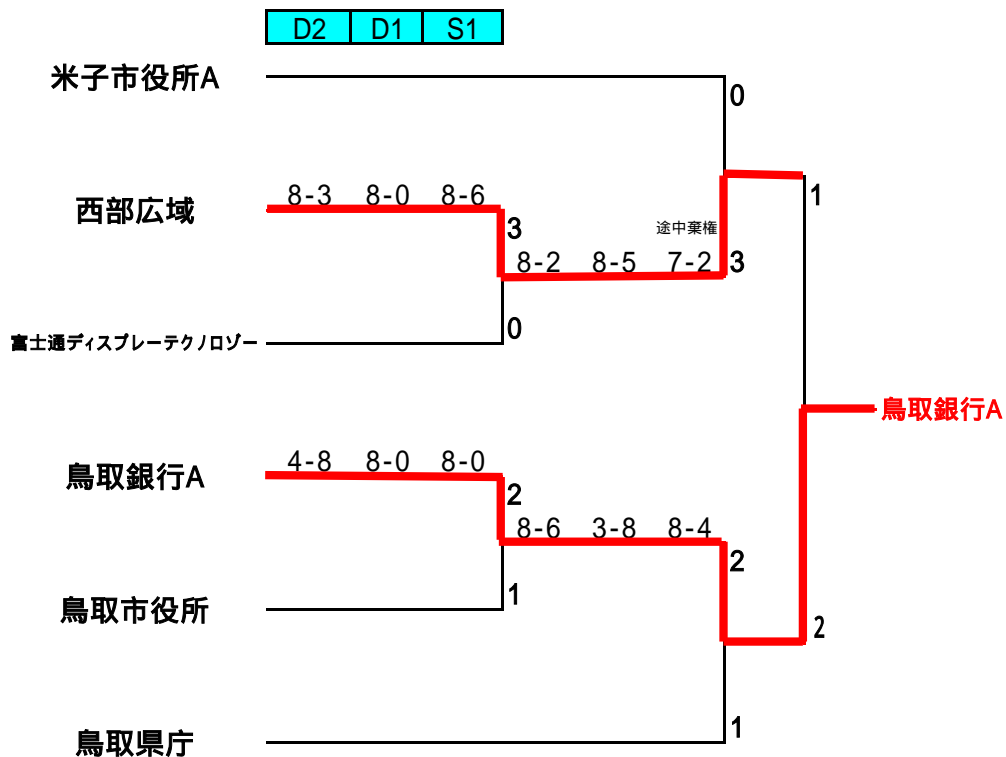 D2 D1 S1
米子市役所A
0
1
西部広域
8-3 8-0 8-6
3
途中棄権
8-2 8-5 7-2
3
0
富士通ディスプレーテクノロゾー
鳥取銀行A
鳥取銀行A
4-8 8-0 8-0
2
8-6 3-8 8-4
2
1
鳥取市役所
2
鳥取県庁
1